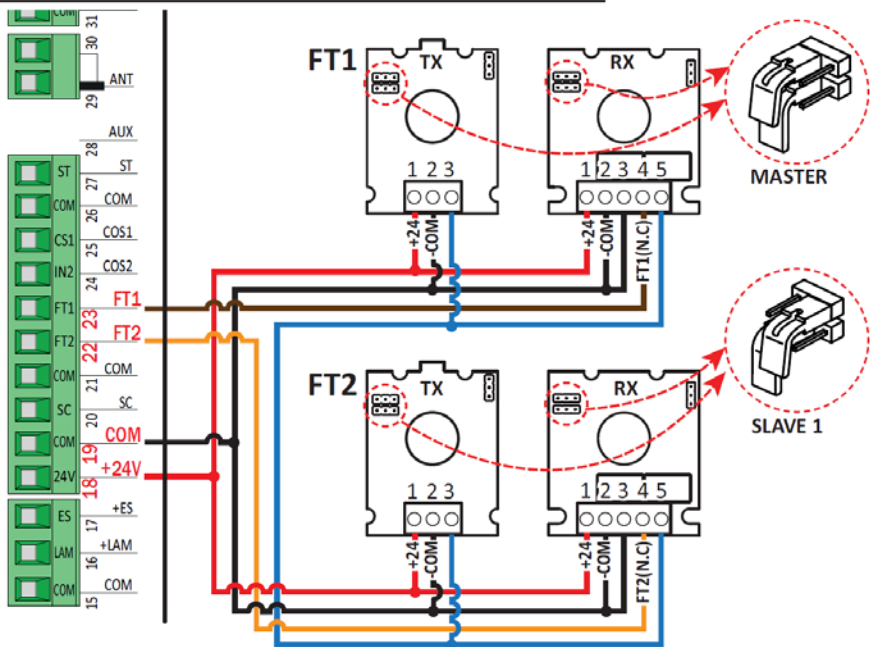 COM 31
30
29 ANT
28 AUX
ST 27 ST
COM 26 COM
CS1 25 COS1
IN2 24 COS2
FT1 23 FT1
FT2 22 FT2
COM 21 COM
SC 20 SC
COM 19 COM
24V 18 +24V
ES 17 +ES
LAM 16 +LAM
COM 15 COM
FT1 TX RX
1 2 3 1 2 3 4 5
+24 -COM +24 -COM FT1(N.C)
MASTER
FT2 TX RX
1 2 3 1 2 3 4 5
+24 -COM +24 -COM FT2(N.C)
SLAVE 1